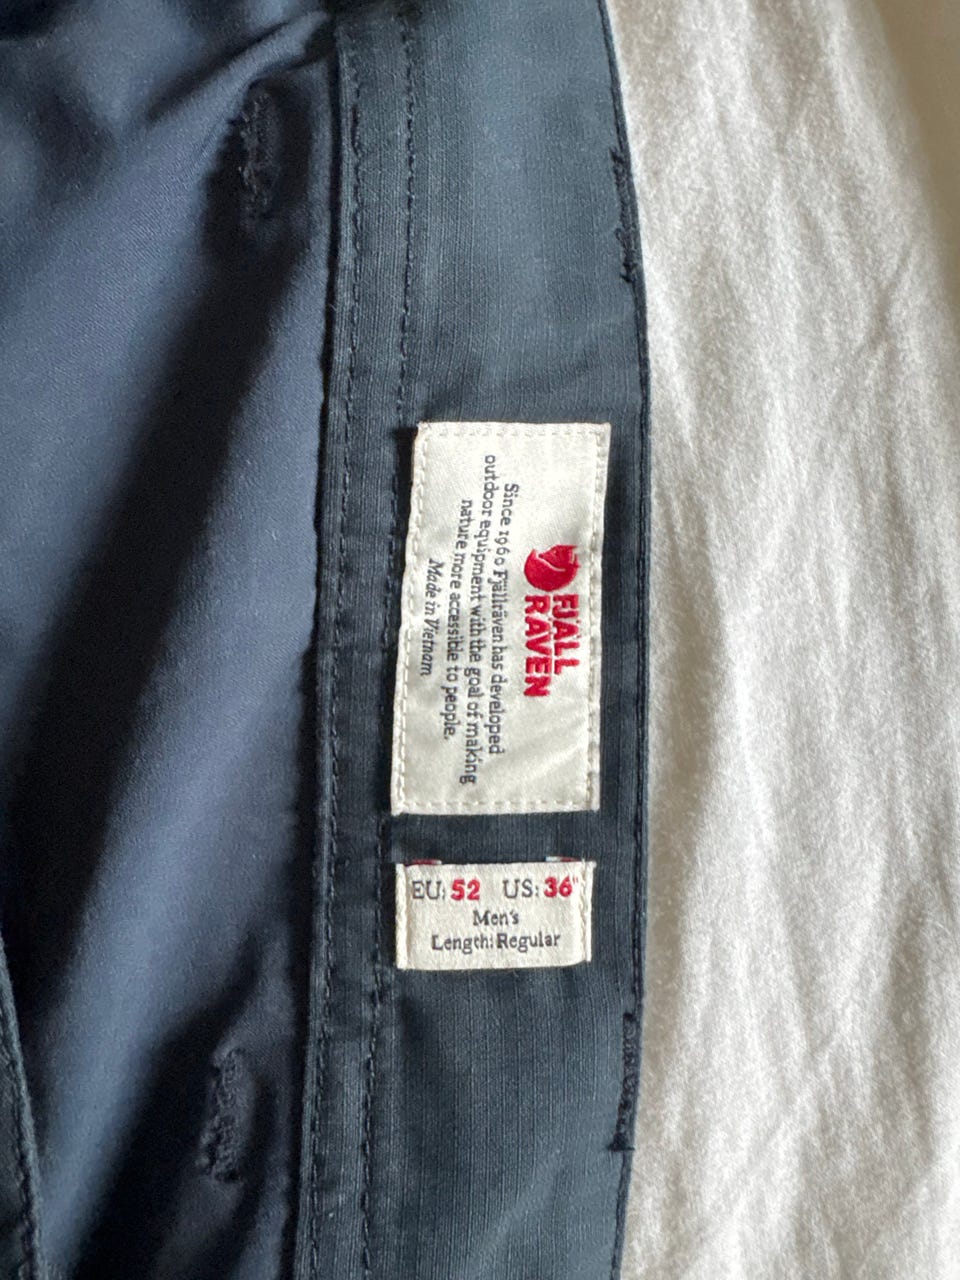 FJÄLL
RÄVEN
Since 1960 Fjällräven has developed
outdoor equipment with the goal of making
nature more accessible to people.
Made in Vietnam
EU: 52 US: 36"
Men's
Length: Regular